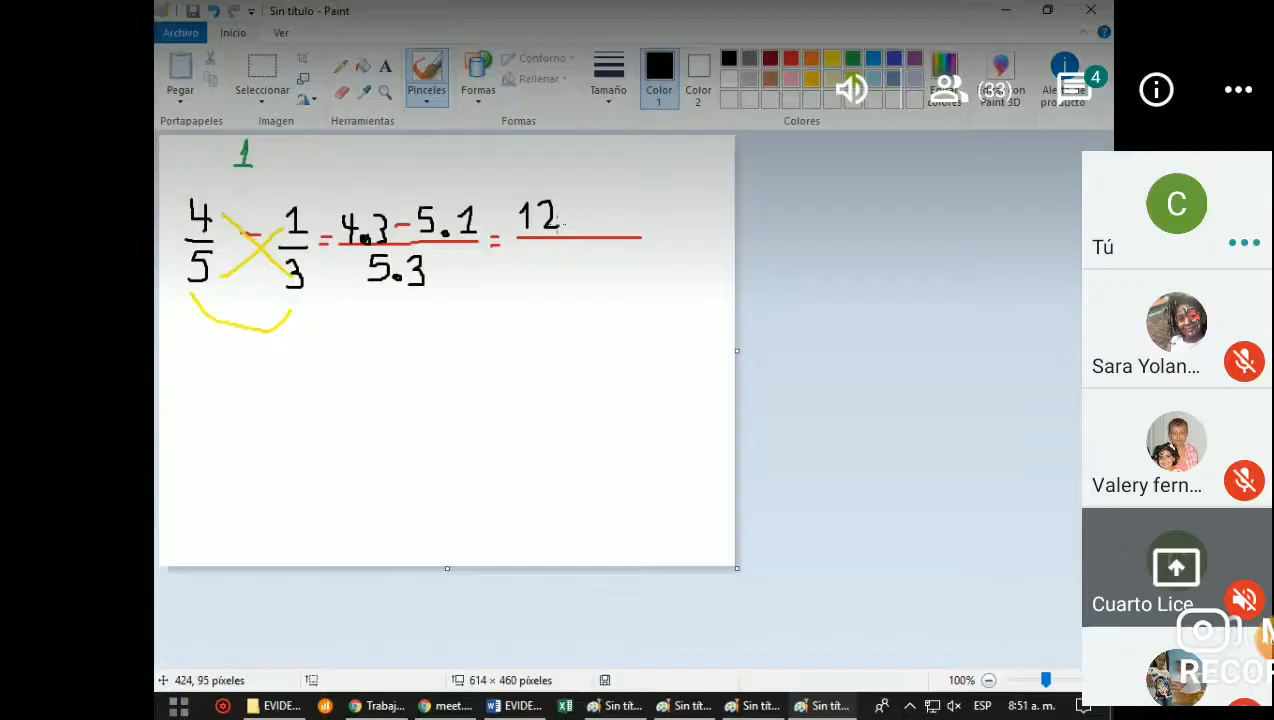 Sin título - Paint
Archivo Inicio Ver
Pegar Seleccionar A Pinceles Formas Contorno Rellenar Tamaño Color 1 Color 2
Portapapeles Imagen Herramientas Formas Colores
(33) 4
1
4/5 - 1/3 = 4.3 - 5.1/5.3 = 12
C
Tú
Sara Yolan...
Valery fern...
Cuarto Lice
RECOR
424, 95 píxeles 614 × 460 píxeles 100%
EVIDE... Trabaj... meet.... EVIDE... Sin tít... Sin tít... Sin tít... Sin tít... ESP 8:51 a. m.